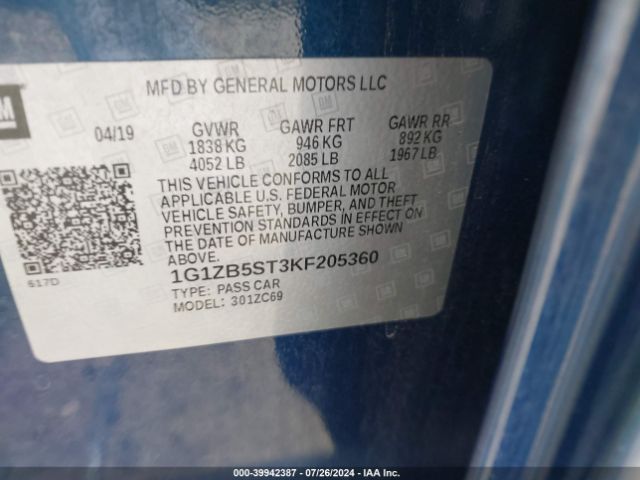 GM
MFD BY GENERAL MOTORS LLC
04/19 GVWR GAWR FRT GAWR RR
1838 KG 946 KG 892 KG
4052 LB 2085 LB 1967 LB
THIS VEHICLE CONFORMS TO ALL
APPLICABLE U.S. FEDERAL MOTOR
VEHICLE SAFETY, BUMPER, AND THEFT
PREVENTION STANDARDS IN EFFECT ON
THE DATE OF MANUFACTURE SHOWN
ABOVE.
1G1ZB5ST3KF205360
617D
TYPE: PASS CAR
MODEL: 301ZC69
000-39942387 - 07/26/2024 - IAA Inc.